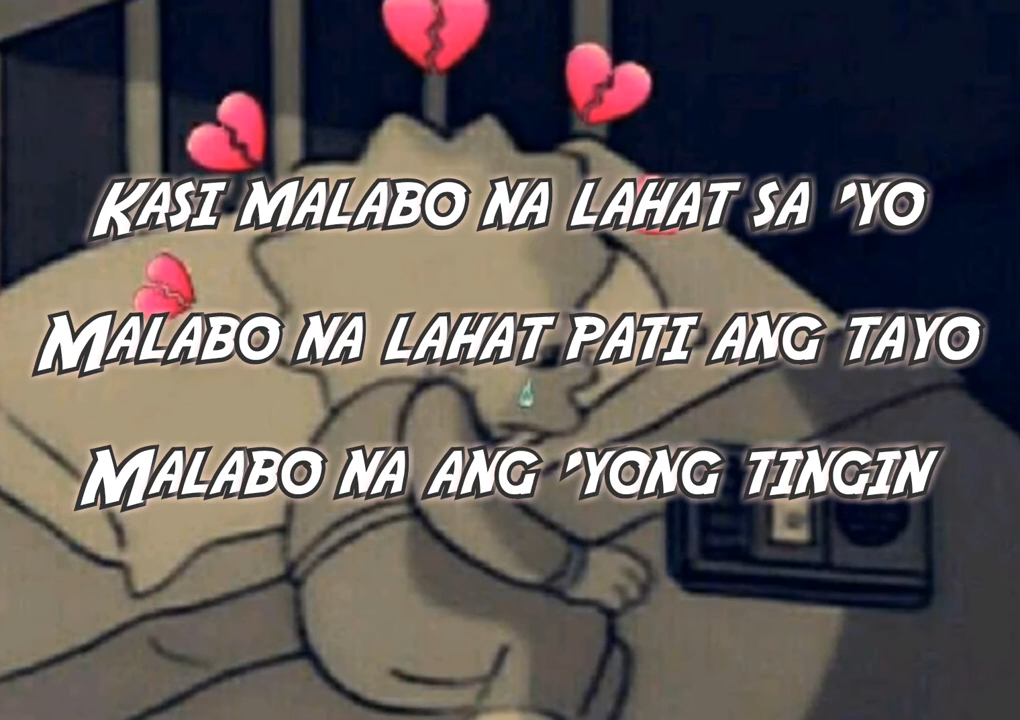 Kasi malabo na lahat sa 'yo
Malabo na lahat pati ang tayo
Malabo na ang 'yong tingin